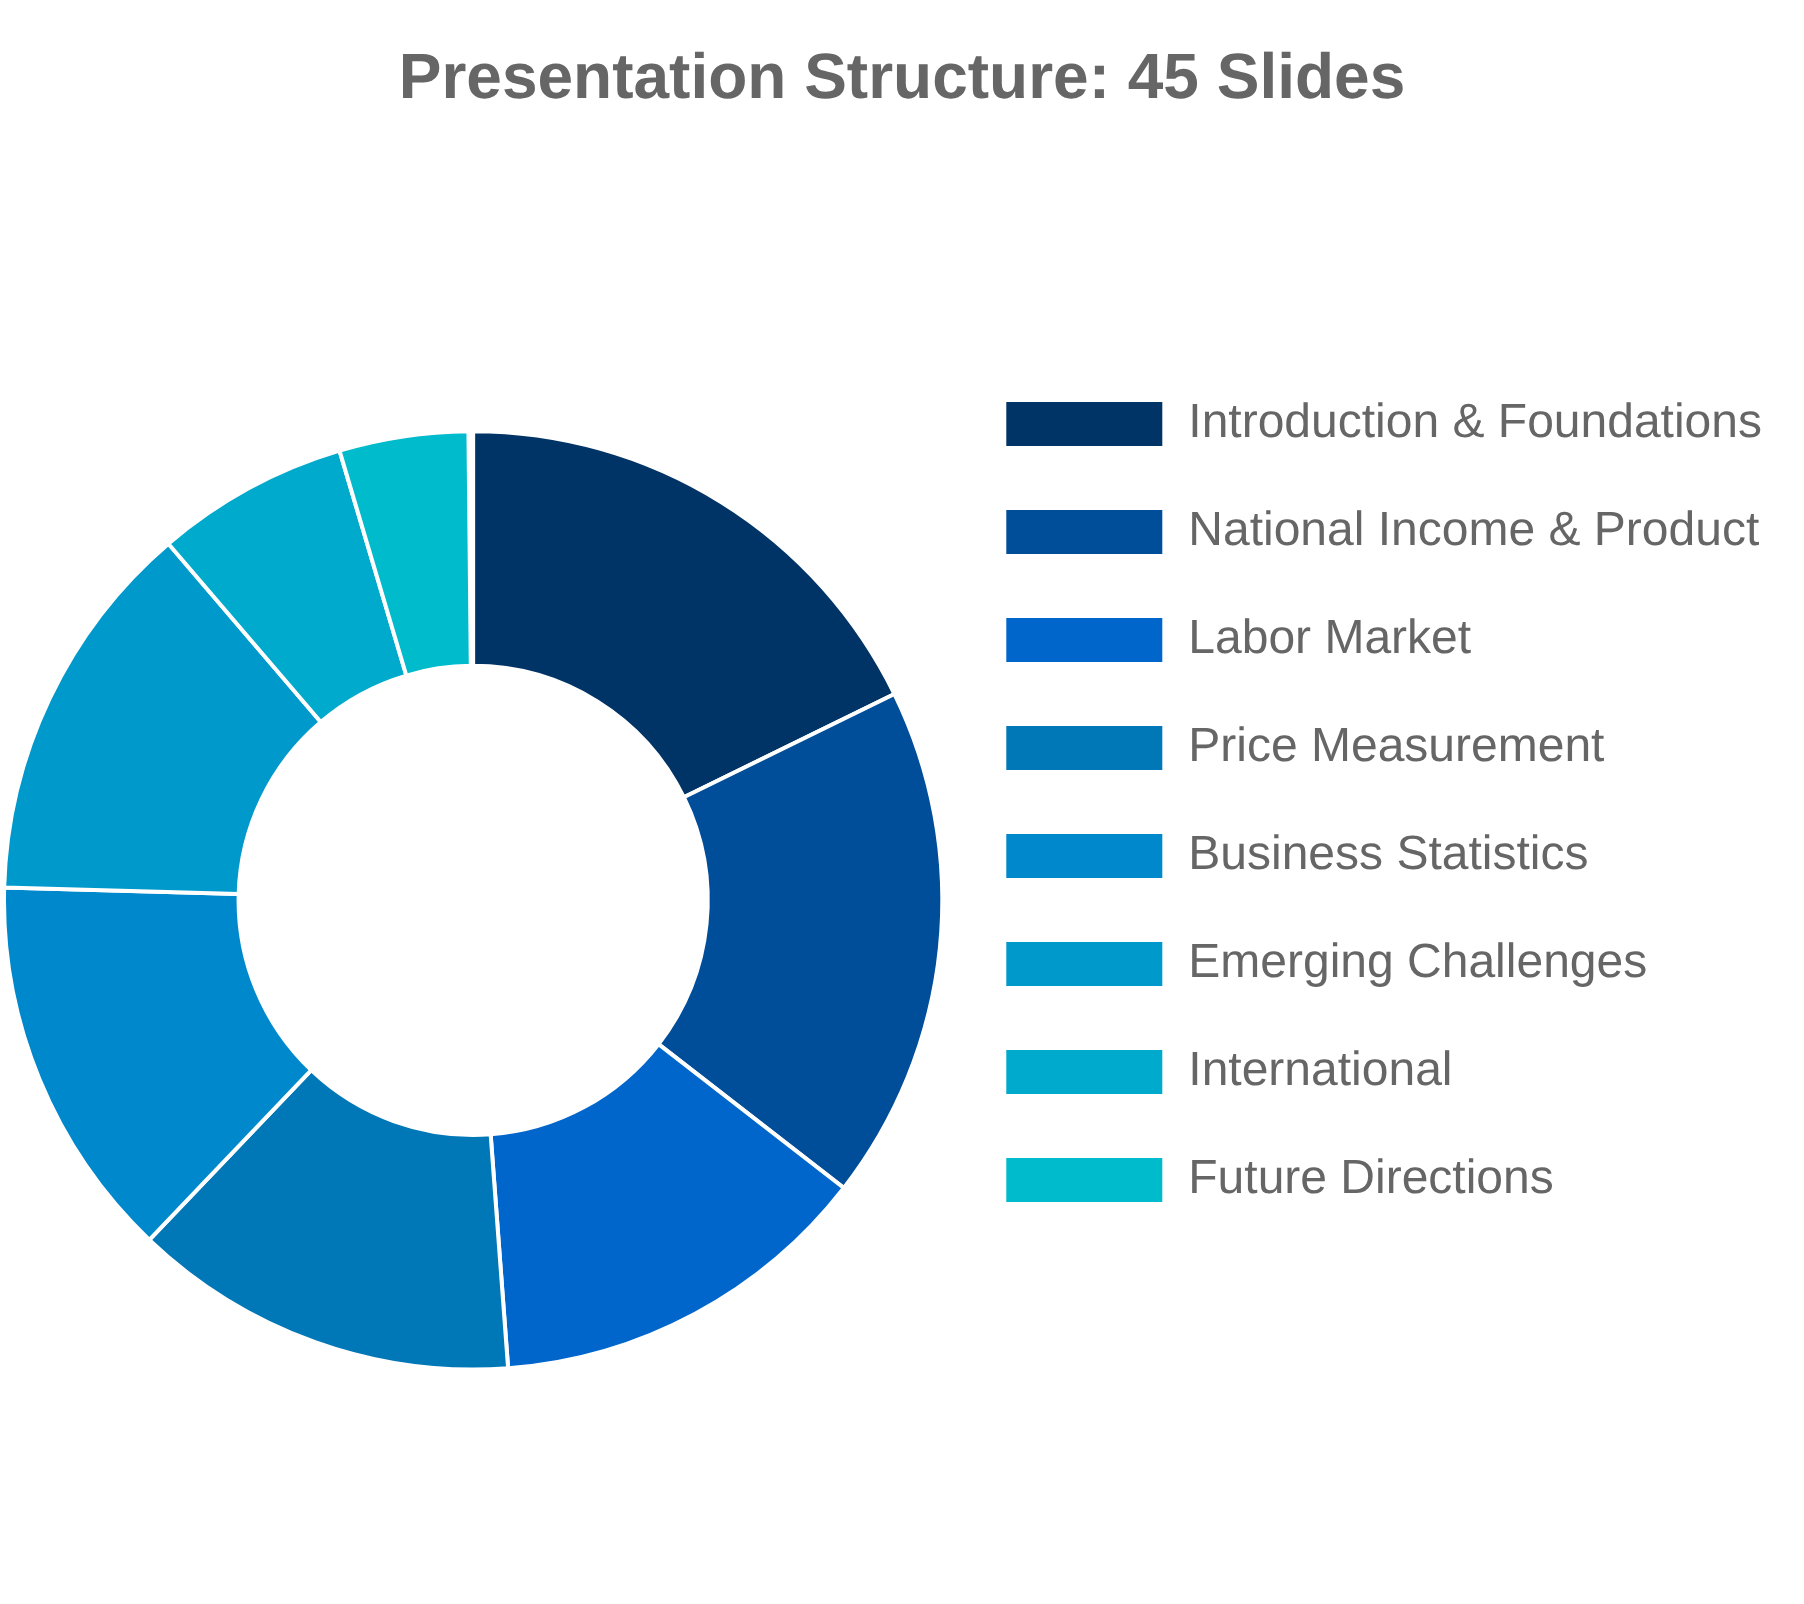 Presentation Structure: 45 Slides
Introduction & Foundations
National Income & Product
Labor Market
Price Measurement
Business Statistics
Emerging Challenges
International
Future Directions